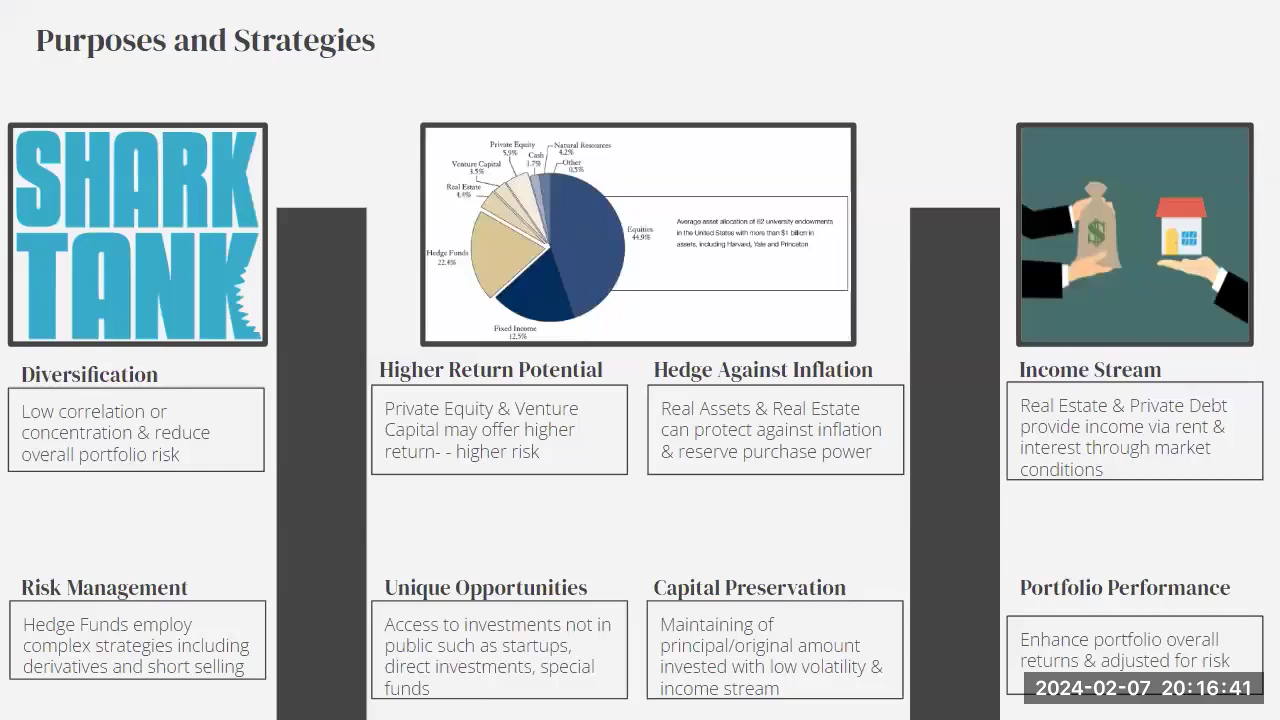 Purposes and Strategies
SHARK
TANK
Private Equity
5.9%
Natural Resources
4.2%
Cash
1.7%
Other
0.5%
Venture Capital
3.5%
Real Estate
4.4%
Equities
44.9%
Hedge Funds
22.4%
Fixed Income
12.5%
Average asset allocation of 62 university endowments
in the United States with more than $1 billion in
assets, including Harvard, Yale and Princeton
$
Diversification
Low correlation or
concentration & reduce
overall portfolio risk
Higher Return Potential
Private Equity & Venture
Capital may offer higher
return- - higher risk
Hedge Against Inflation
Real Assets & Real Estate
can protect against inflation
& reserve purchase power
Income Stream
Real Estate & Private Debt
provide income via rent &
interest through market
conditions
Risk Management
Hedge Funds employ
complex strategies including
derivatives and short selling
Unique Opportunities
Access to investments not in
public such as startups,
direct investments, special
funds
Capital Preservation
Maintaining of
principal/original amount
invested with low volatility &
income stream
Portfolio Performance
Enhance portfolio overall
returns & adjusted for risk
2024-02-07 20:16:41